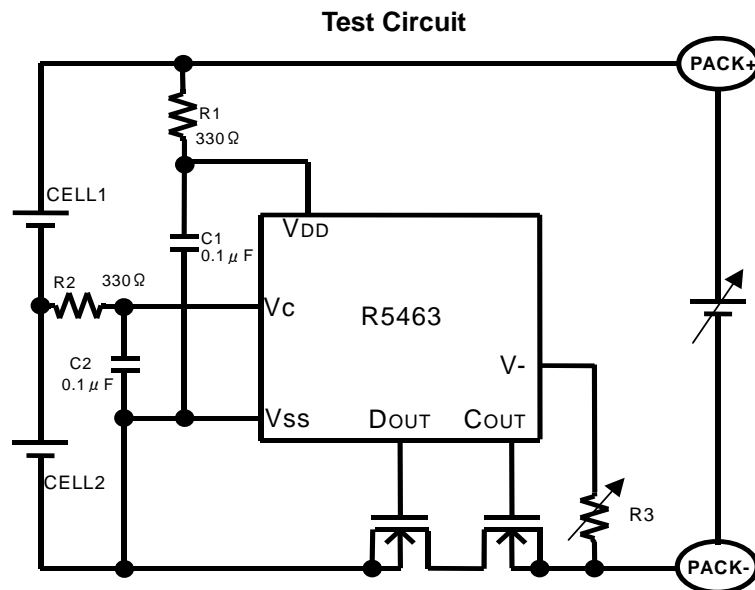 Test Circuit
PACK+
R1
330Ω
CELL1
VDD
C1
0.1μF
R2
330Ω
Vc
R5463
C2
0.1μF
V-
Vss
DOUT
COUT
CELL2
R3
PACK-